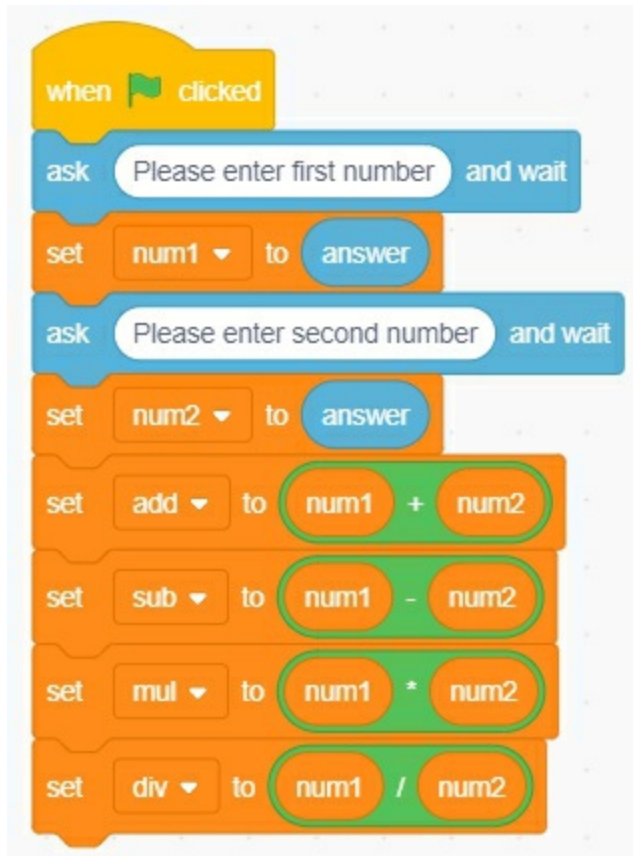 when clicked
ask Please enter first number and wait
set num1 to answer
ask Please enter second number and wait
set num2 to answer
set add to num1 + num2
set sub to num1 - num2
set mul to num1 * num2
set div to num1 / num2